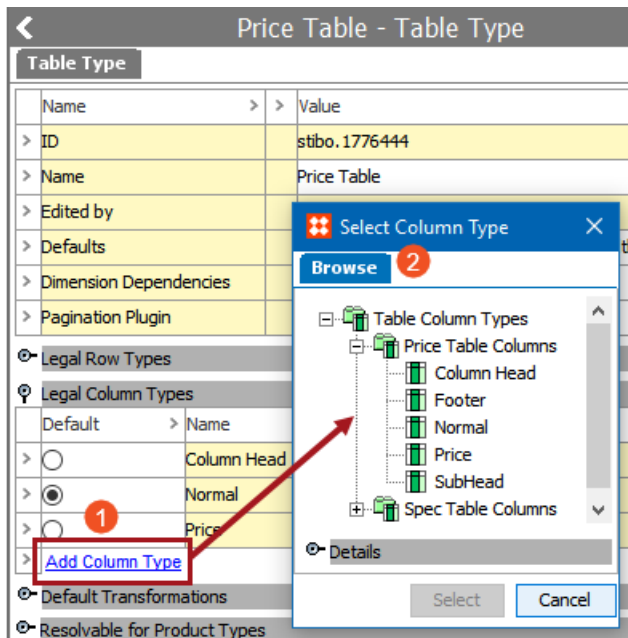 Price Table - Table Type
Table Type
Name > > Value
> ID stibo.1776444
> Name Price Table
> Edited by
> Defaults
> Dimension Dependencies
> Pagination Plugin
Legal Row Types
Legal Column Types
Default > Name
> Column Head
> Normal
> Price
> Add Column Type
1
Default Transformations
Resolvable for Product Types
Select Column Type
Browse 2
Table Column Types
Price Table Columns
Column Head
Footer
Normal
Price
SubHead
Spec Table Columns
Details
Select Cancel